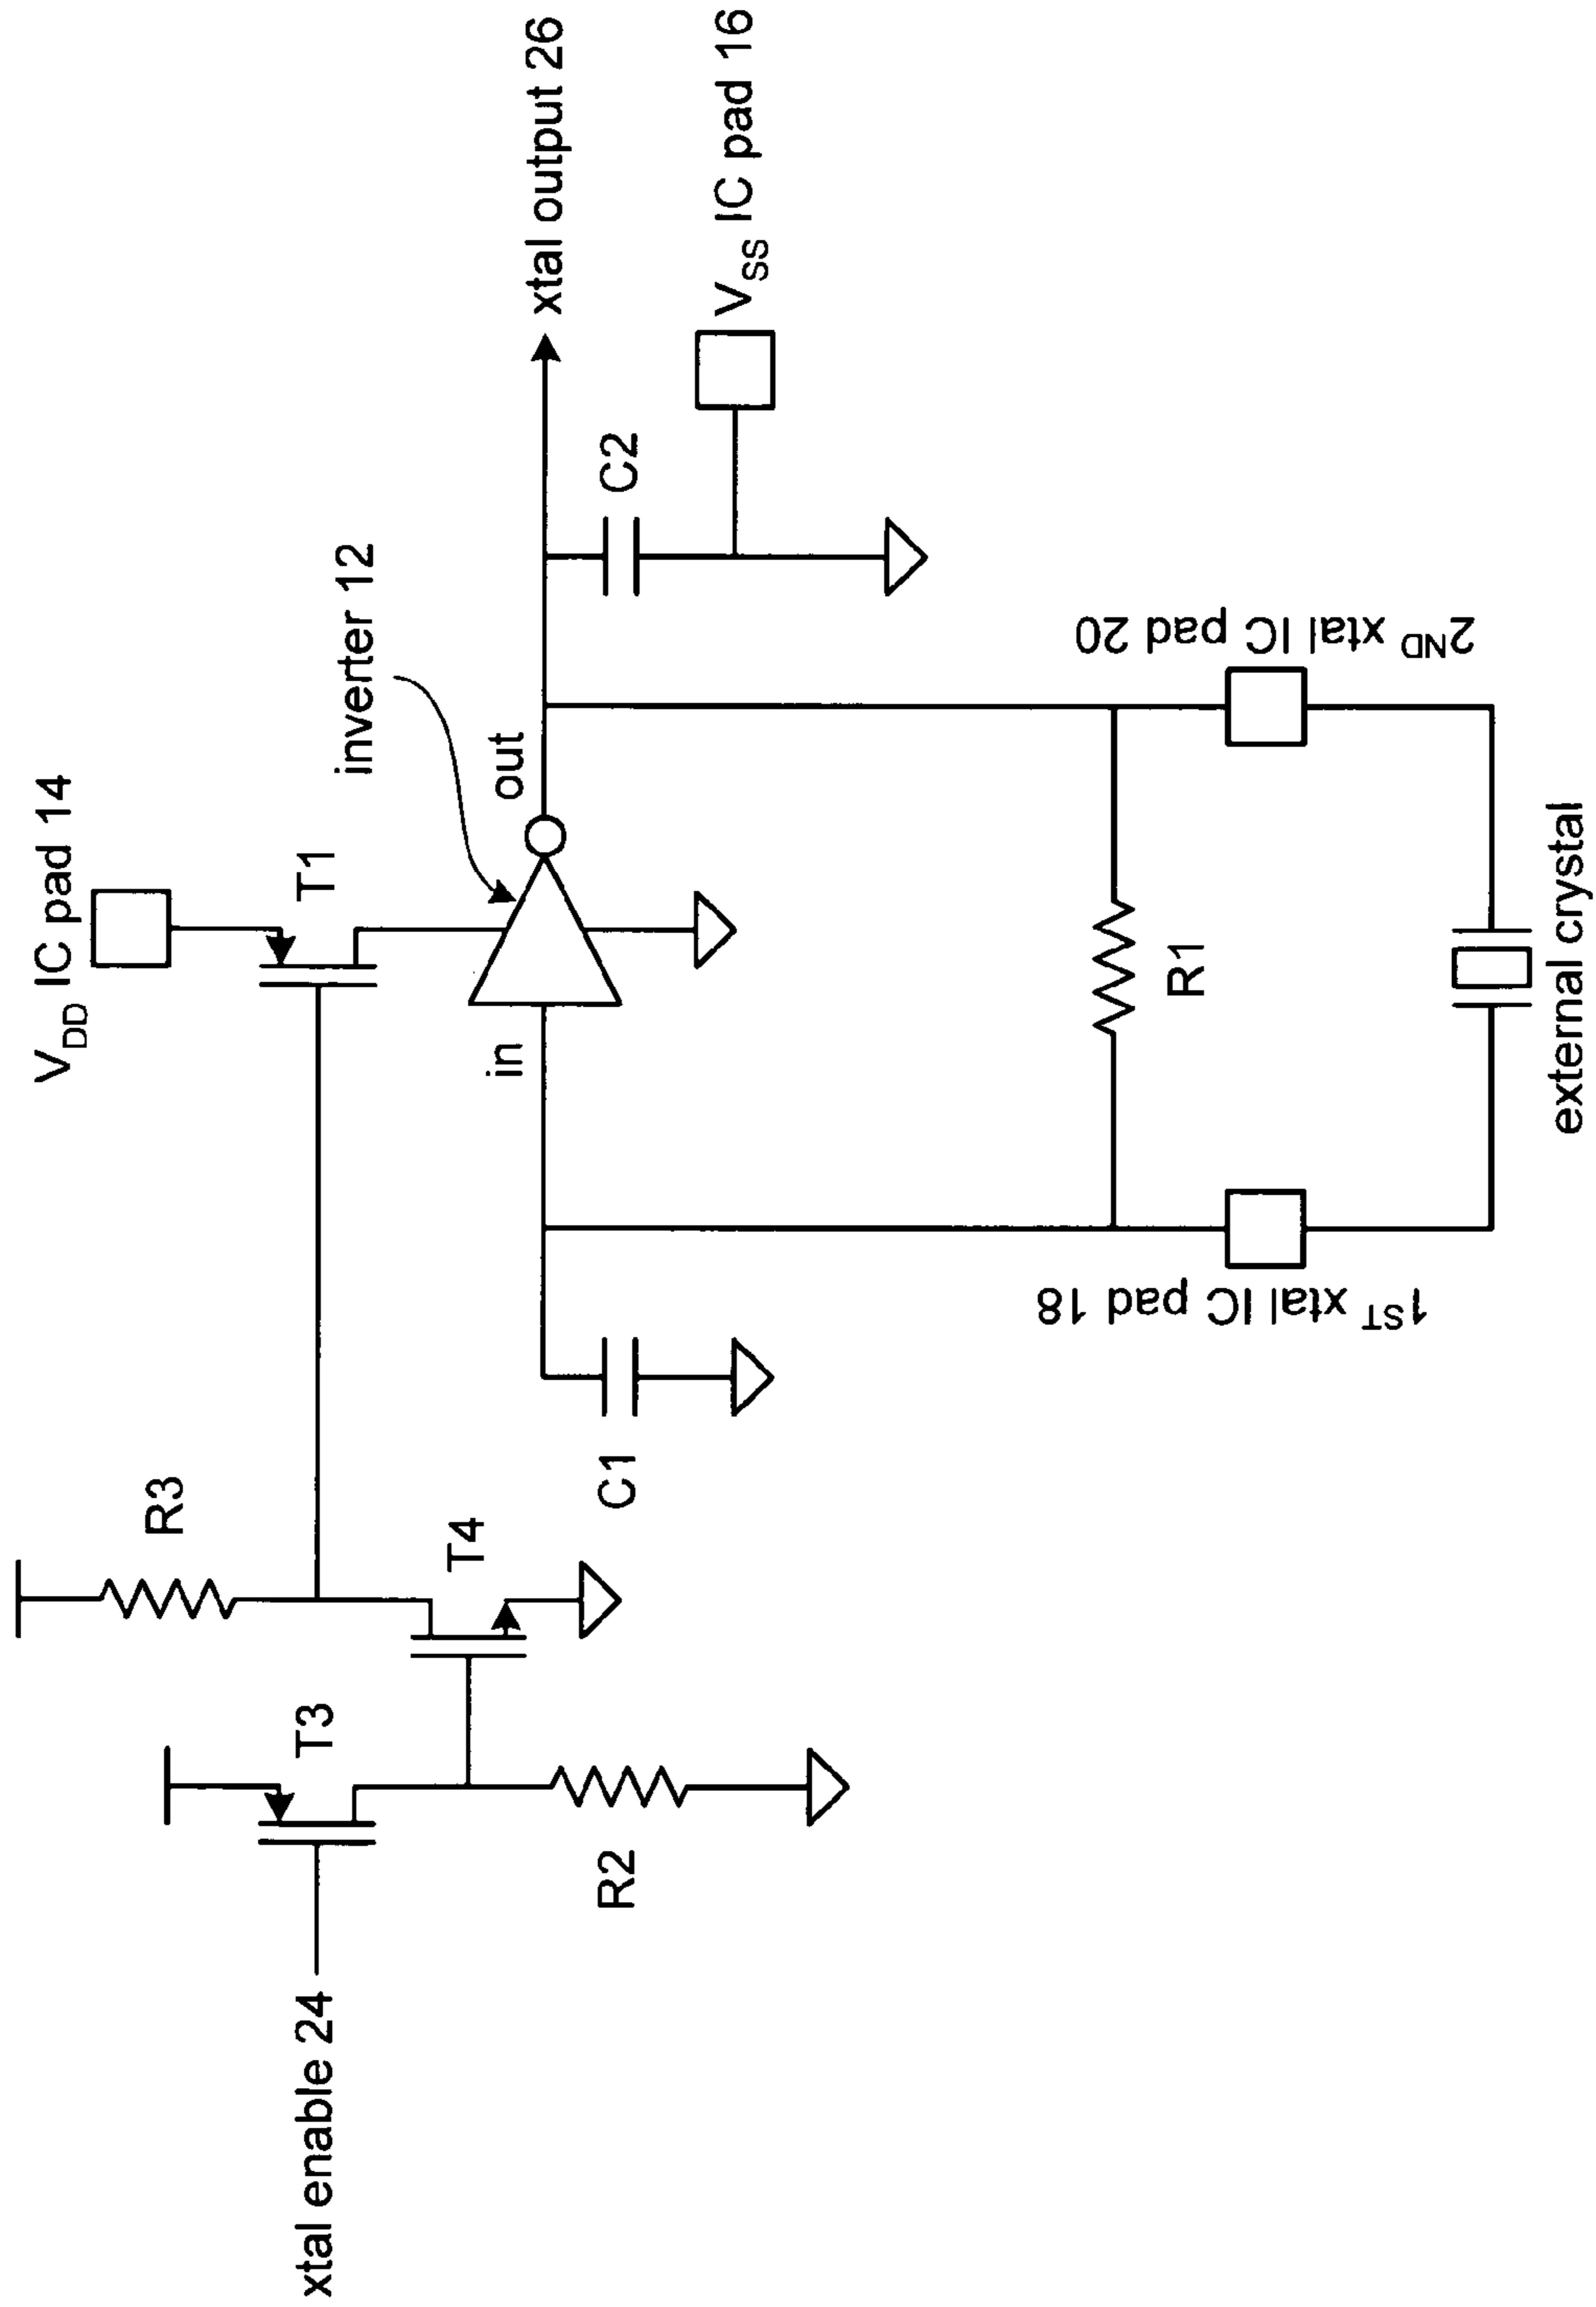 V_DD IC pad 14
R3
T1
inverter 12
T3
T4
xtal enable 24
in
out
xtal output 26
R2
C1
C2
V_SS IC pad 16
1^ST xtal IC pad 18
2^ND xtal IC pad 20
R1
external crystal